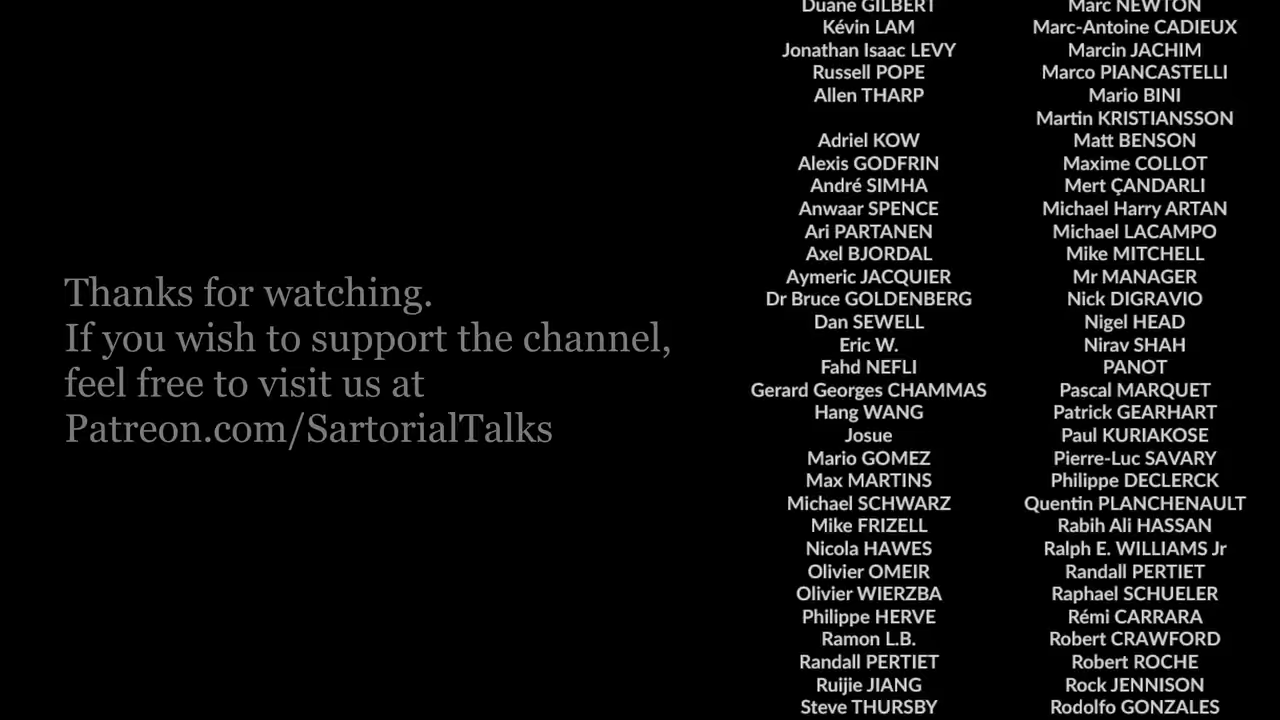 Thanks for watching.
If you wish to support the channel,
feel free to visit us at
Patreon.com/SartorialTalks
Duane GILBERT
Kévin LAM
Jonathan Isaac LEVY
Russell POPE
Allen THARP
Adriel KOW
Alexis GODFRIN
André SIMHA
Anwaar SPENCE
Ari PARTANEN
Axel BJORDAL
Aymeric JACQUIER
Dr Bruce GOLDENBERG
Dan SEWELL
Eric W.
Fahd NEFLI
Gerard Georges CHAMMAS
Hang WANG
Josue
Mario GOMEZ
Max MARTINS
Michael SCHWARZ
Mike FRIZELL
Nicola HAWES
Olivier OMEIR
Olivier WIERZBA
Philippe HERVE
Ramon L.B.
Randall PERTIET
Ruijie JIANG
Steve THURSBY
Marc NEWTON
Marc-Antoine CADIEUX
Marcin JACHIM
Marco PIANCASTELLI
Mario BINI
Martin KRISTIANSSON
Matt BENSON
Maxime COLLOT
Mert ÇANDARLI
Michael Harry ARTAN
Michael LACAMPO
Mike MITCHELL
Mr MANAGER
Nick DIGRAVIO
Nigel HEAD
Nirav SHAH
PANOT
Pascal MARQUET
Patrick GEARHART
Paul KURIAKOSE
Pierre-Luc SAVARY
Philippe DECLERCK
Quentin PLANCHENAULT
Rabih Ali HASSAN
Ralph E. WILLIAMS Jr
Randall PERTIET
Raphael SCHUELER
Rémi CARRARA
Robert CRAWFORD
Robert ROCHE
Rock JENNISON
Rodolfo GONZALES